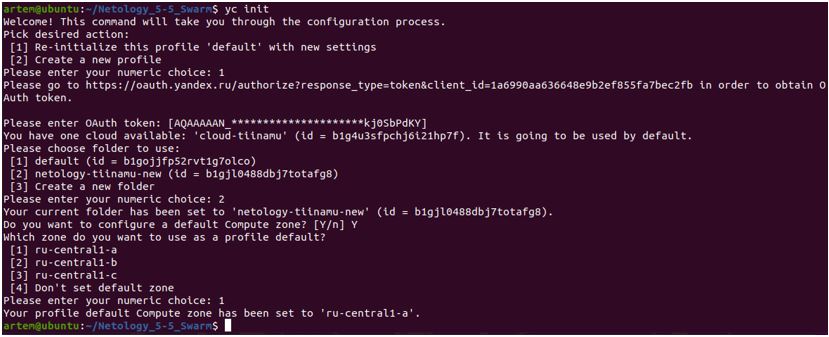 artem@ubuntu:~/Netology_5-5_Swarm$ yc init
Welcome! This command will take you through the configuration process.
Pick desired action:
 [1] Re-initialize this profile 'default' with new settings
 [2] Create a new profile
Please enter your numeric choice: 1
Please go to https://oauth.yandex.ru/authorize?response_type=token&client_id=1a6990aa636648e9b2ef855fa7bec2fb in order to obtain O
Auth token.

Please enter OAuth token: [AQAAAAAN_*********************kj0SbPdKY]
You have one cloud available: 'cloud-tiinamu' (id = b1g4u3sfpchj6i21hp7f). It is going to be used by default.
Please choose folder to use:
 [1] default (id = b1gojjfp52rvt1g7olco)
 [2] netology-tiinamu-new (id = b1gjl0488dbj7totafg8)
 [3] Create a new folder
Please enter your numeric choice: 2
Your current folder has been set to 'netology-tiinamu-new' (id = b1gjl0488dbj7totafg8).
Do you want to configure a default Compute zone? [Y/n] Y
Which zone do you want to use as a profile default?
 [1] ru-central1-a
 [2] ru-central1-b
 [3] ru-central1-c
 [4] Don't set default zone
Please enter your numeric choice: 1
Your profile default Compute zone has been set to 'ru-central1-a'.
artem@ubuntu:~/Netology_5-5_Swarm$